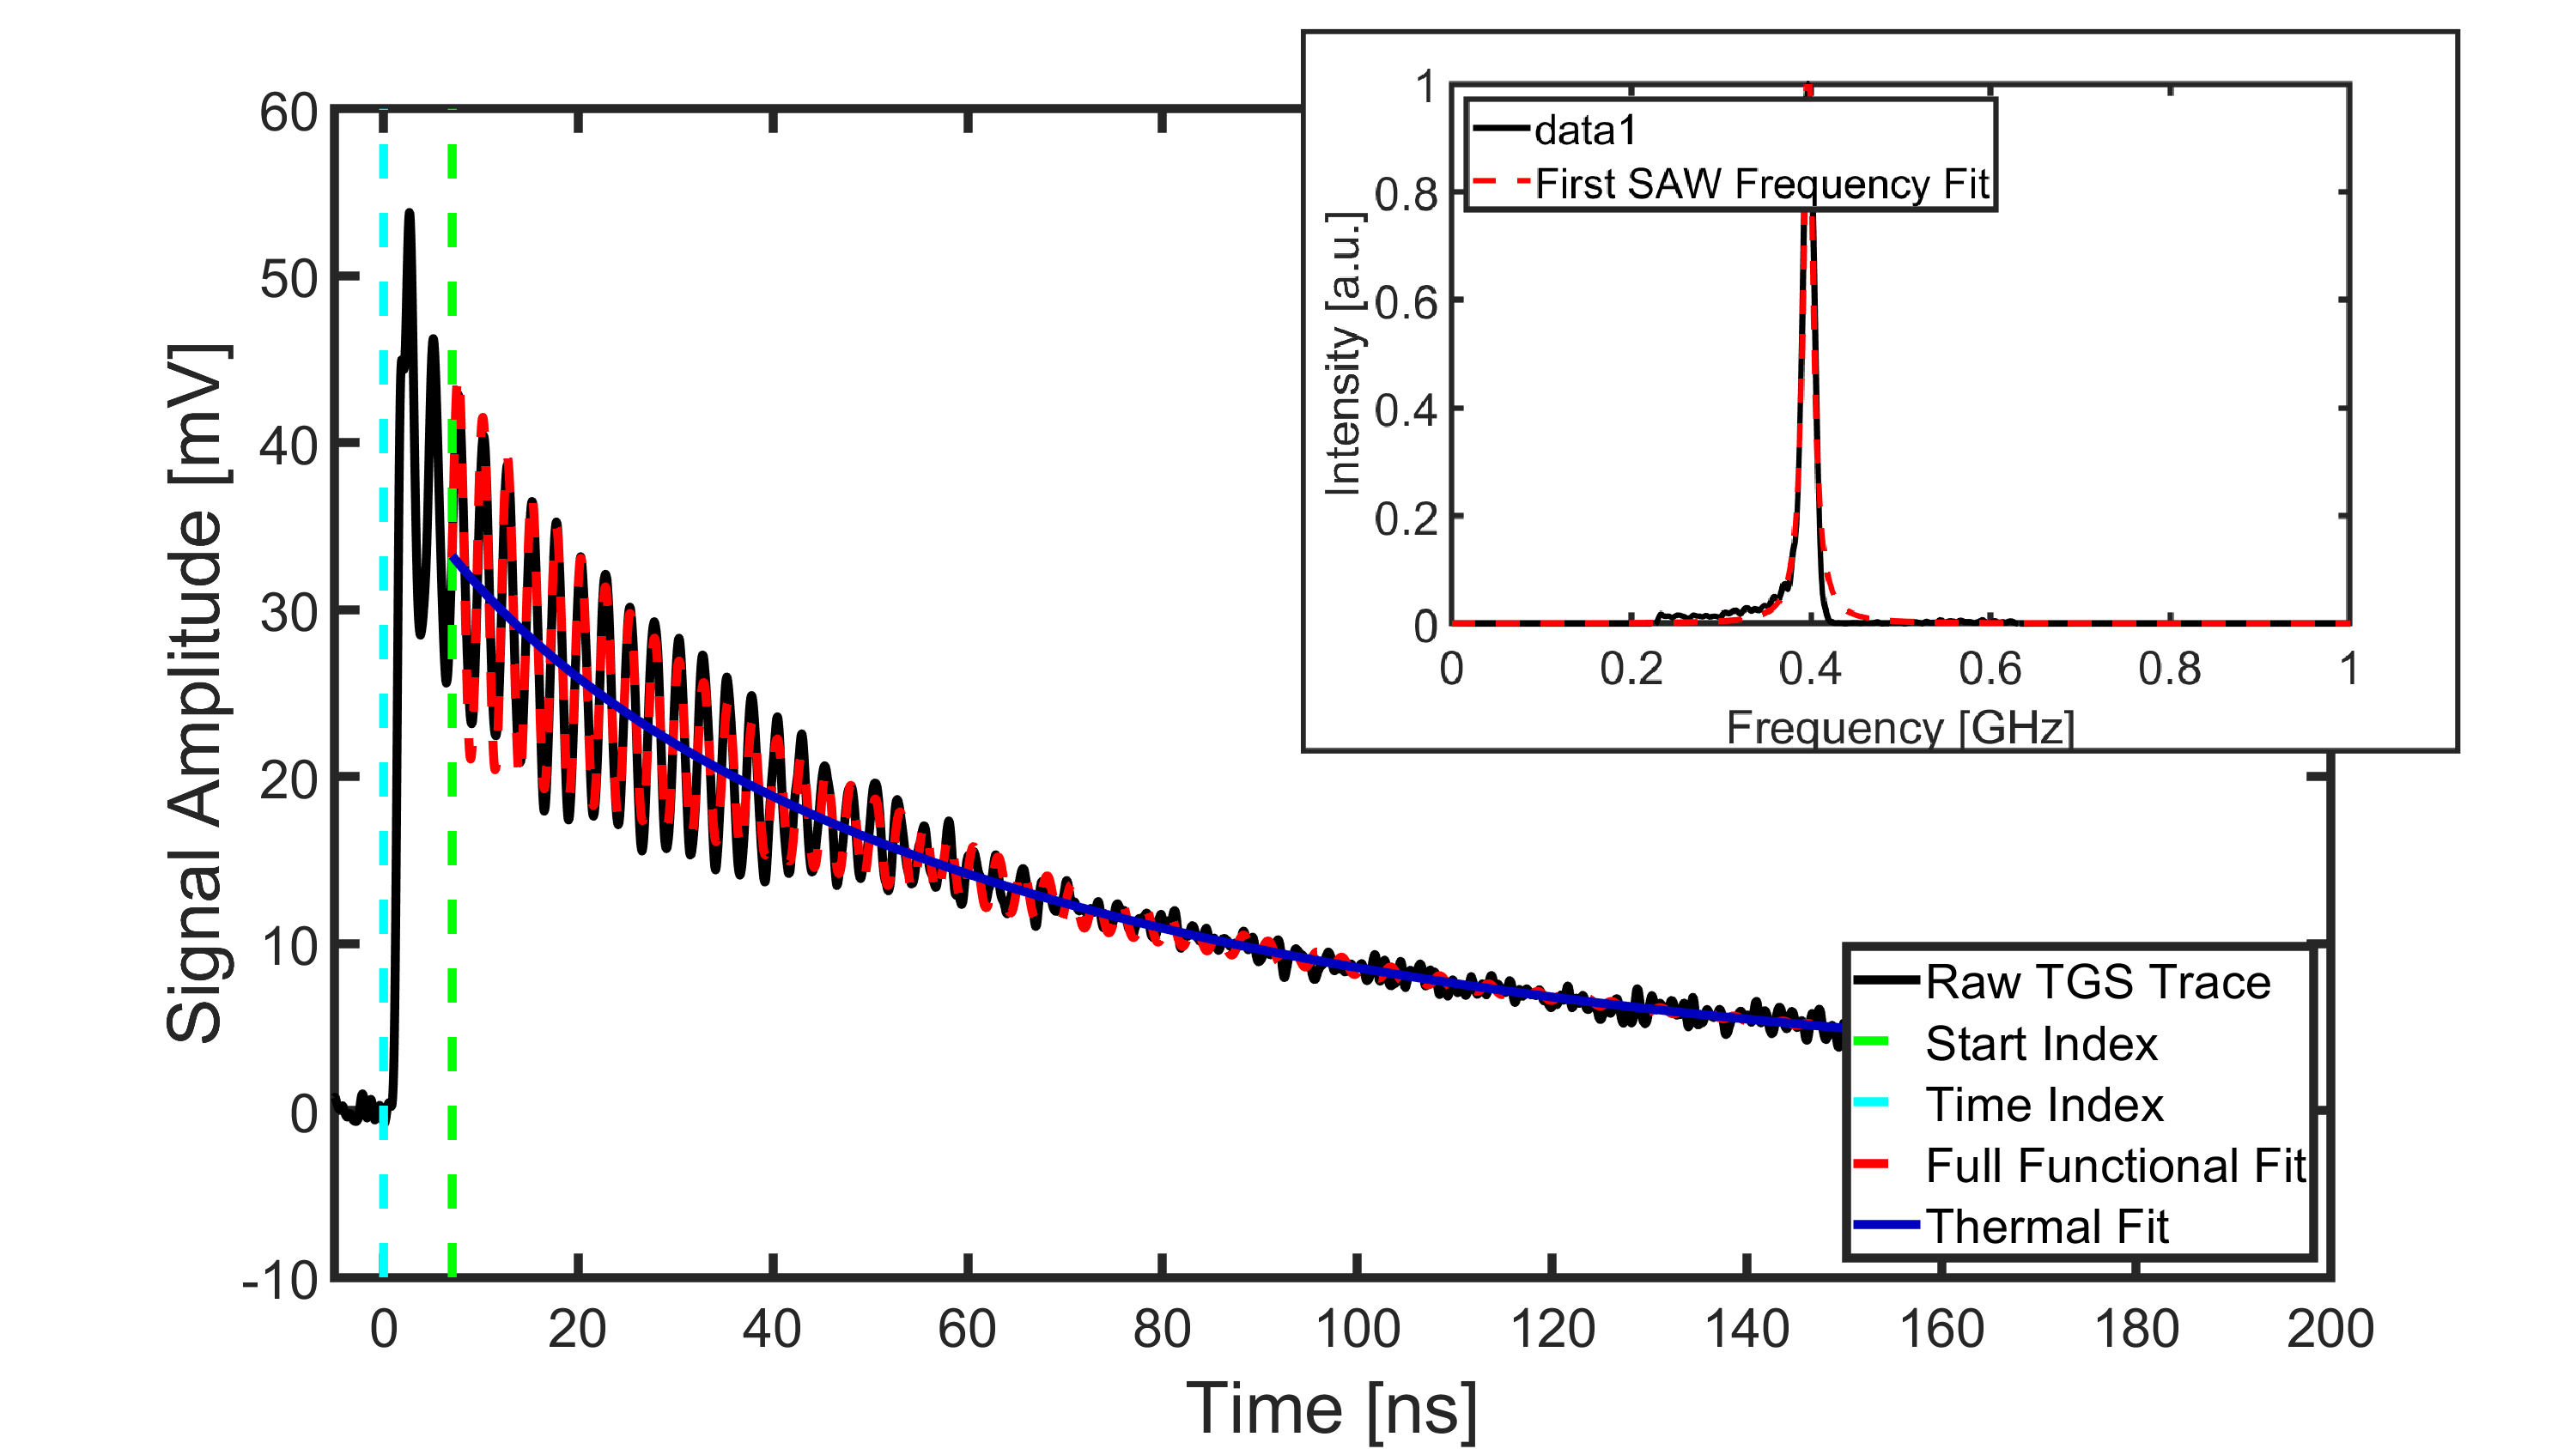 Signal Amplitude [mV]
60
50
40
30
20
10
0
-10
0 20 40 60 80 100 120 140 160 180 200
Time [ns]
Raw TGS Trace
Start Index
Time Index
Full Functional Fit
Thermal Fit
Intensity [a.u.]
1
0.8
0.6
0.4
0.2
0
0 0.2 0.4 0.6 0.8 1
Frequency [GHz]
data1
First SAW Frequency Fit